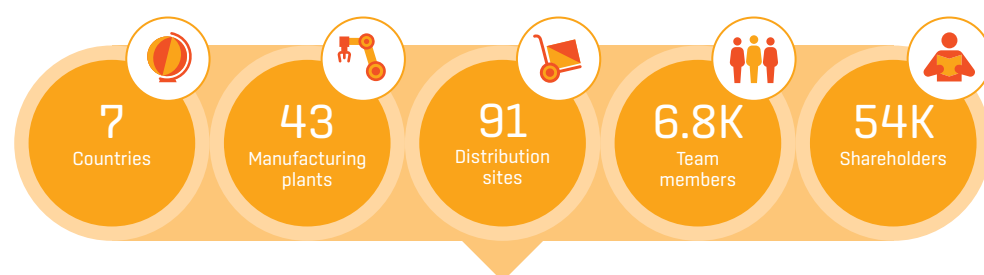 7
Countries
43
Manufacturing
plants
91
Distribution
sites
6.8K
Team
members
54K
Shareholders